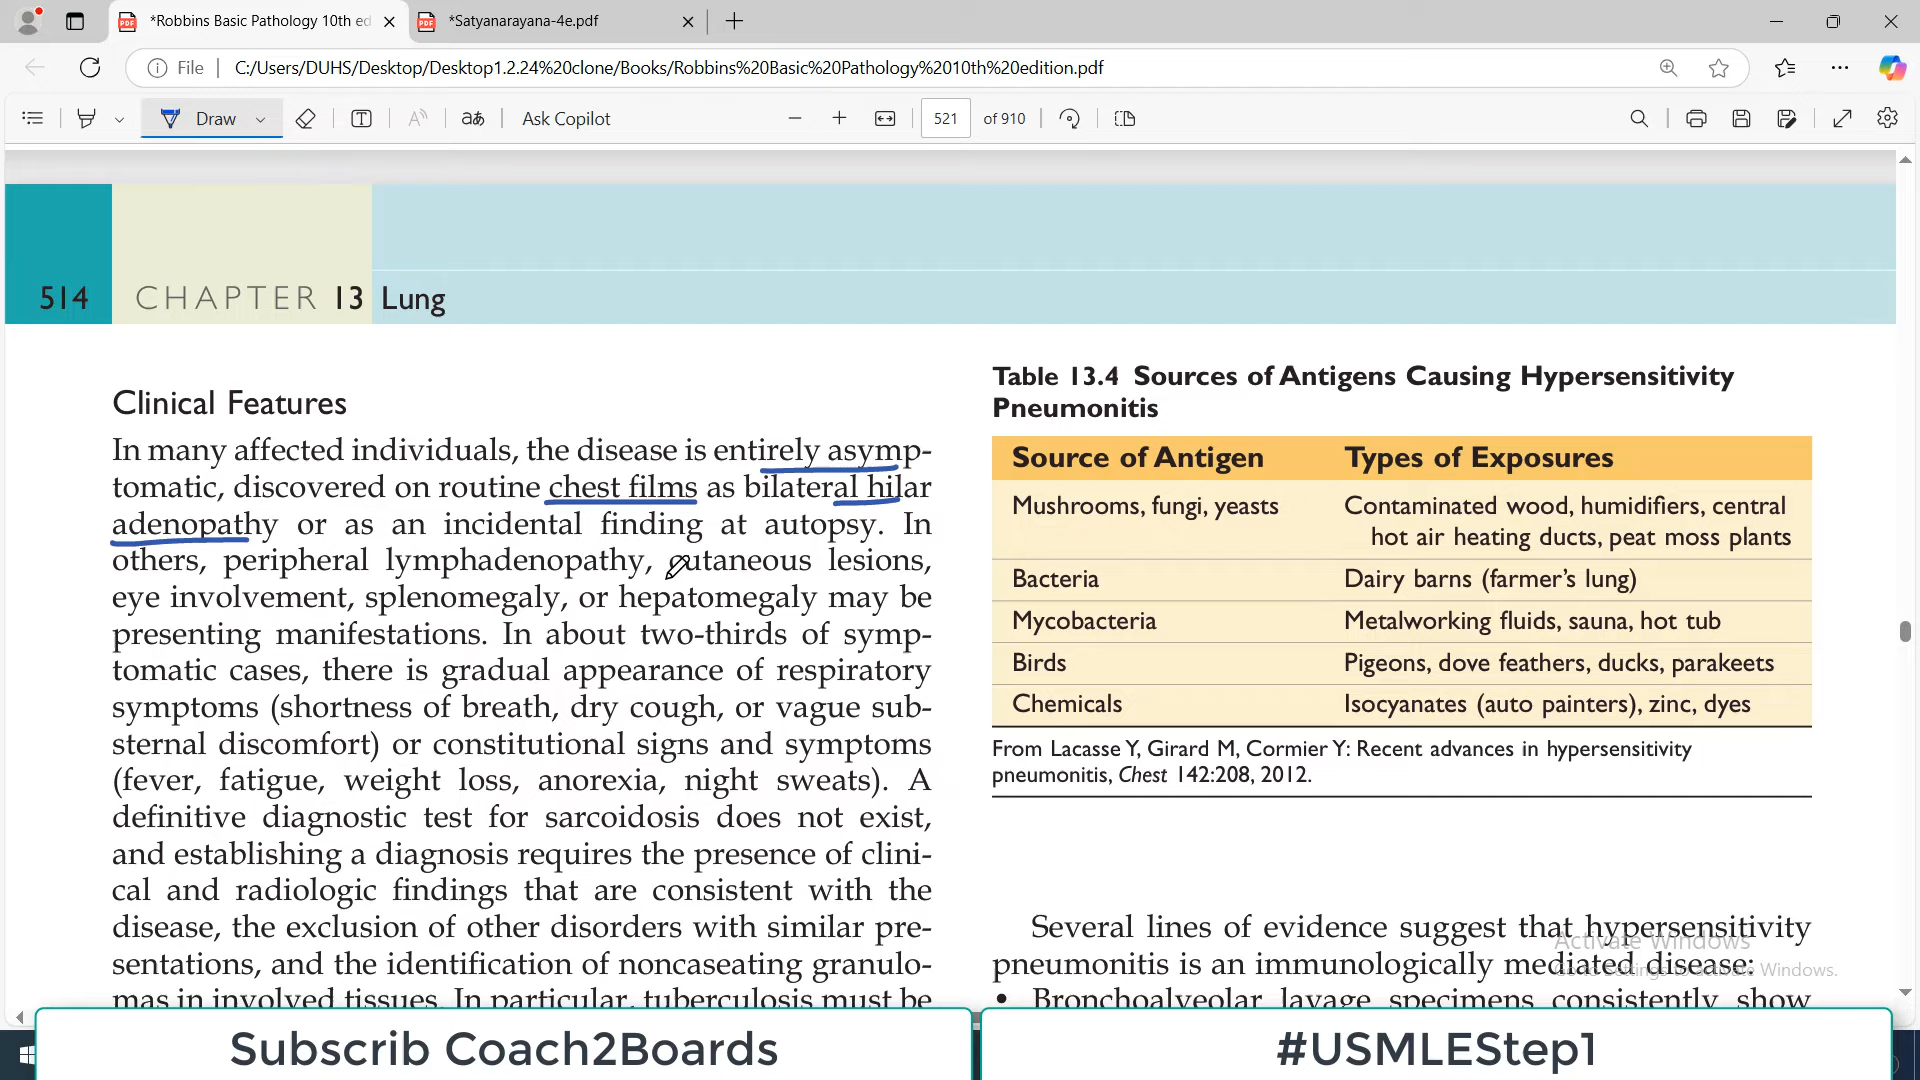 *Robbins Basic Pathology 10th ed
*Satyanarayana-4e.pdf
File
C:/Users/DUHS/Desktop/Desktop1.2.24%20clone/Books/Robbins%20Basic%20Pathology%2010th%20edition.pdf
Draw
Ask Copilot
521 of 910
514 CHAPTER 13 Lung
Clinical Features
In many affected individuals, the disease is entirely asymp-
tomatic, discovered on routine chest films as bilateral hilar
adenopathy or as an incidental finding at autopsy. In
others, peripheral lymphadenopathy, cutaneous lesions,
eye involvement, splenomegaly, or hepatomegaly may be
presenting manifestations. In about two-thirds of symp-
tomatic cases, there is gradual appearance of respiratory
symptoms (shortness of breath, dry cough, or vague sub-
sternal discomfort) or constitutional signs and symptoms
(fever, fatigue, weight loss, anorexia, night sweats). A
definitive diagnostic test for sarcoidosis does not exist,
and establishing a diagnosis requires the presence of clini-
cal and radiologic findings that are consistent with the
disease, the exclusion of other disorders with similar pre-
sentations, and the identification of noncaseating granulo-
mas in involved tissues. In particular, tuberculosis must be
Table 13.4 Sources of Antigens Causing Hypersensitivity
Pneumonitis
Source of Antigen Types of Exposures
Mushrooms, fungi, yeasts Contaminated wood, humidifiers, central
hot air heating ducts, peat moss plants
Bacteria Dairy barns (farmer's lung)
Mycobacteria Metalworking fluids, sauna, hot tub
Birds Pigeons, dove feathers, ducks, parakeets
Chemicals Isocyanates (auto painters), zinc, dyes
From Lacasse Y, Girard M, Cormier Y: Recent advances in hypersensitivity
pneumonitis, Chest 142:208, 2012.
Several lines of evidence suggest that hypersensitivity
pneumonitis is an immunologically mediated disease:
• Bronchoalveolar lavage specimens consistently show
Activate Windows
Go to Settings to activate Windows.
Subscrib Coach2Boards
#USMLEStep1